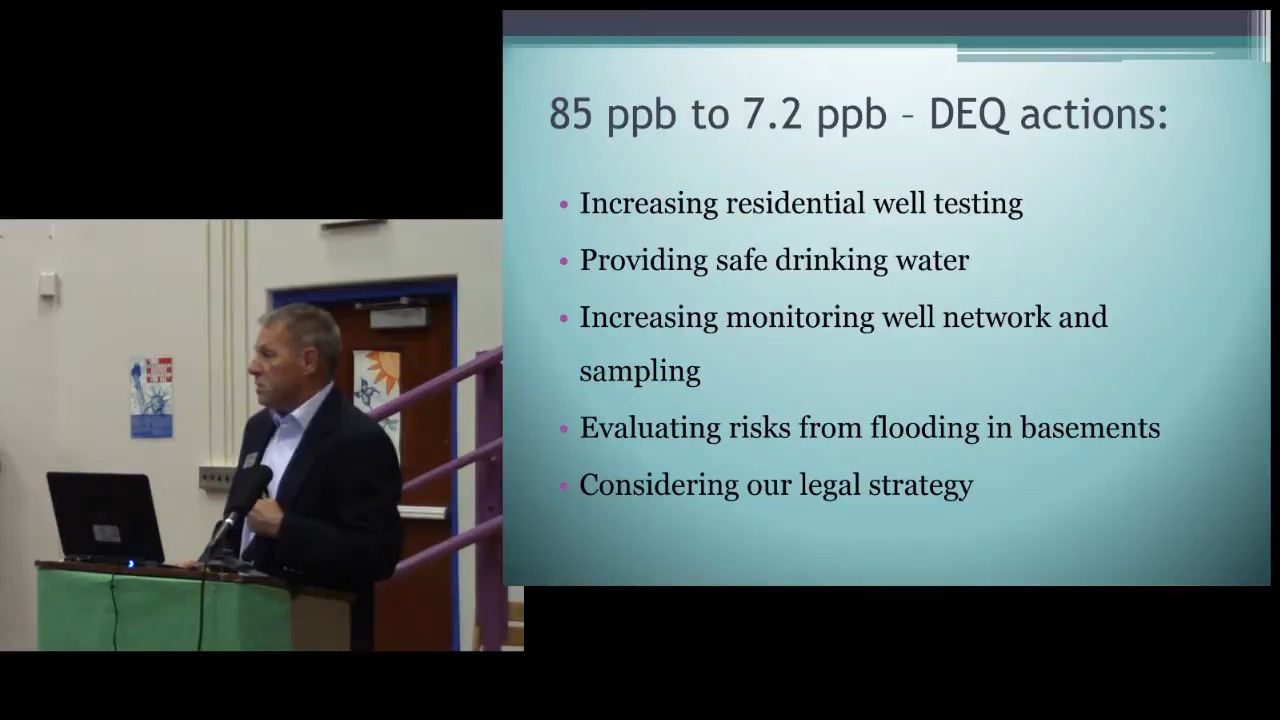 85 ppb to 7.2 ppb – DEQ actions:
• Increasing residential well testing
• Providing safe drinking water
• Increasing monitoring well network and
sampling
• Evaluating risks from flooding in basements
• Considering our legal strategy